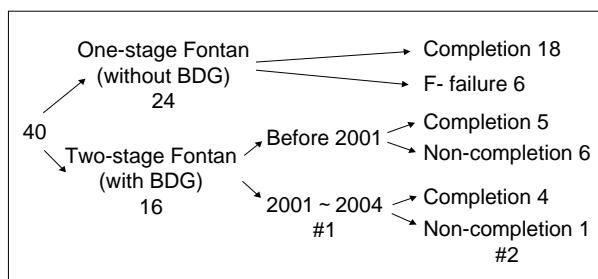 One-stage Fontan
(without BDG)
24
Completion 18
F- failure 6
40
Two-stage Fontan
(with BDG)
16
Before 2001
Completion 5
Non-completion 6
2001 ~ 2004
#1
Completion 4
Non-completion 1
#2